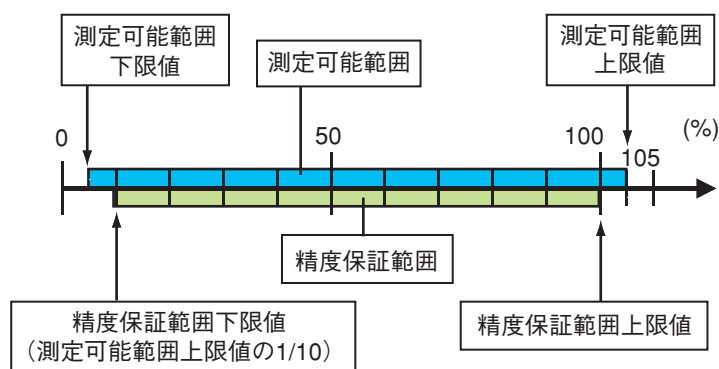 測定可能範囲
下限値
測定可能範囲
測定可能範囲
上限値
0
50
100
105
(%)
精度保証範囲
精度保証範囲下限値
（測定可能範囲上限値の1/10）
精度保証範囲上限値